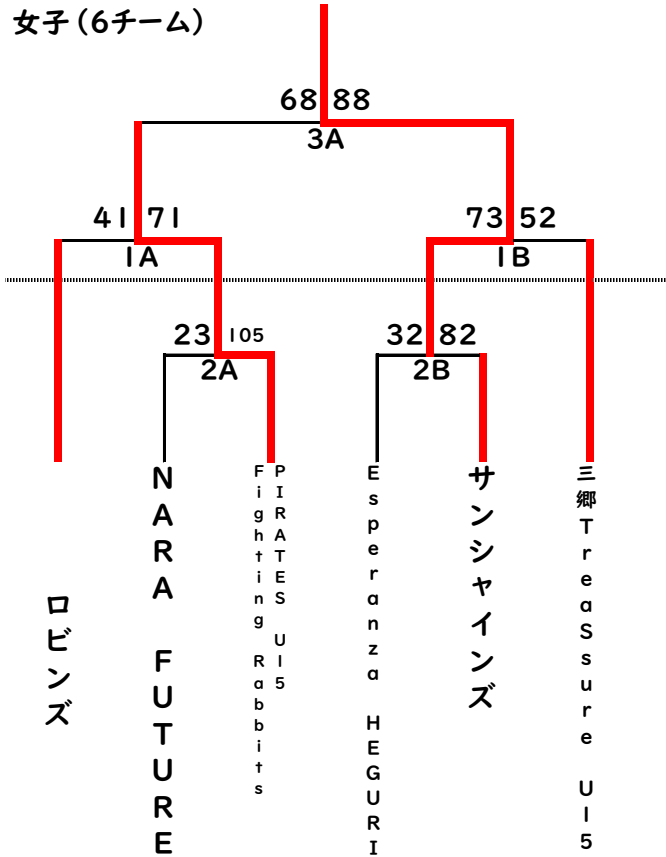 女子(6チーム)
68 88
3A
41 71
1A
73 52
1B
23 105
2A
32 82
2B
ロビンズ
NARA FUTURE
PIRATES U15
Fighting Rabbits
Esperanza HEGURI
サンシャインズ
三郷TreaSsure U15